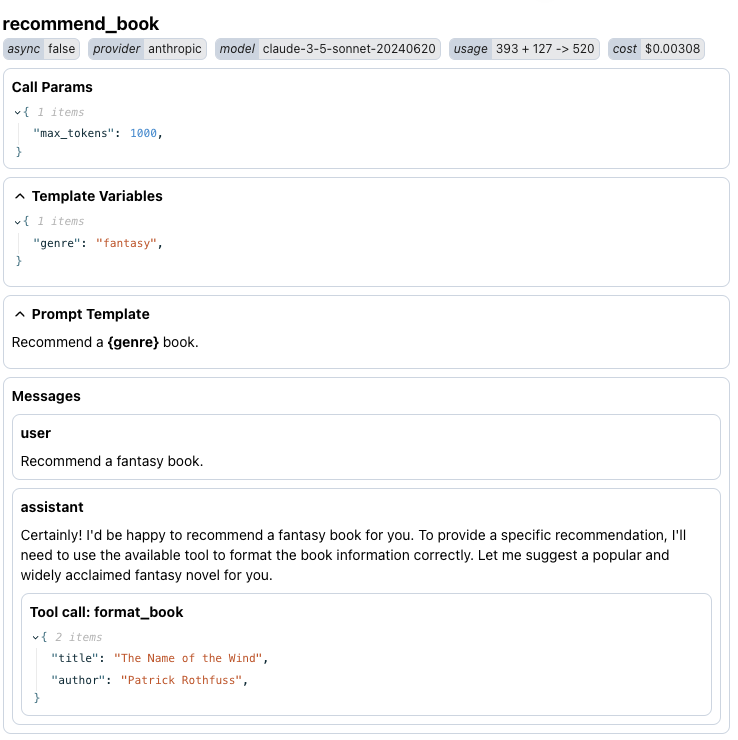 recommend_book
async false provider anthropic model claude-3-5-sonnet-20240620 usage 393 + 127 -> 520 cost $0.00308
Call Params
{ 1 items
"max_tokens": 1000,
}
Template Variables
{ 1 items
"genre": "fantasy",
}
Prompt Template
Recommend a {genre} book.
Messages
user
Recommend a fantasy book.
assistant
Certainly! I'd be happy to recommend a fantasy book for you. To provide a specific recommendation, I'll
need to use the available tool to format the book information correctly. Let me suggest a popular and
widely acclaimed fantasy novel for you.
Tool call: format_book
{ 2 items
"title": "The Name of the Wind",
"author": "Patrick Rothfuss",
}